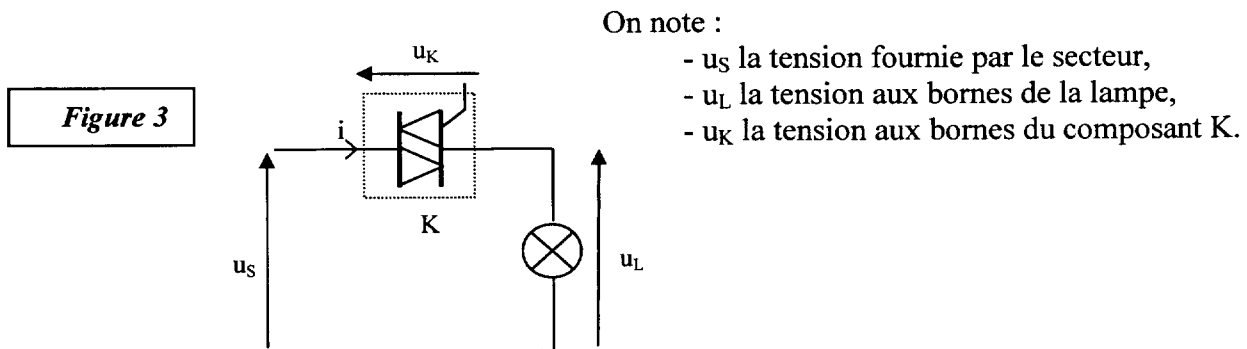 On note :
- uS la tension fournie par le secteur,
- uL la tension aux bornes de la lampe,
- uK la tension aux bornes du composant K.
Figure 3
uK
i
K
uS
uL